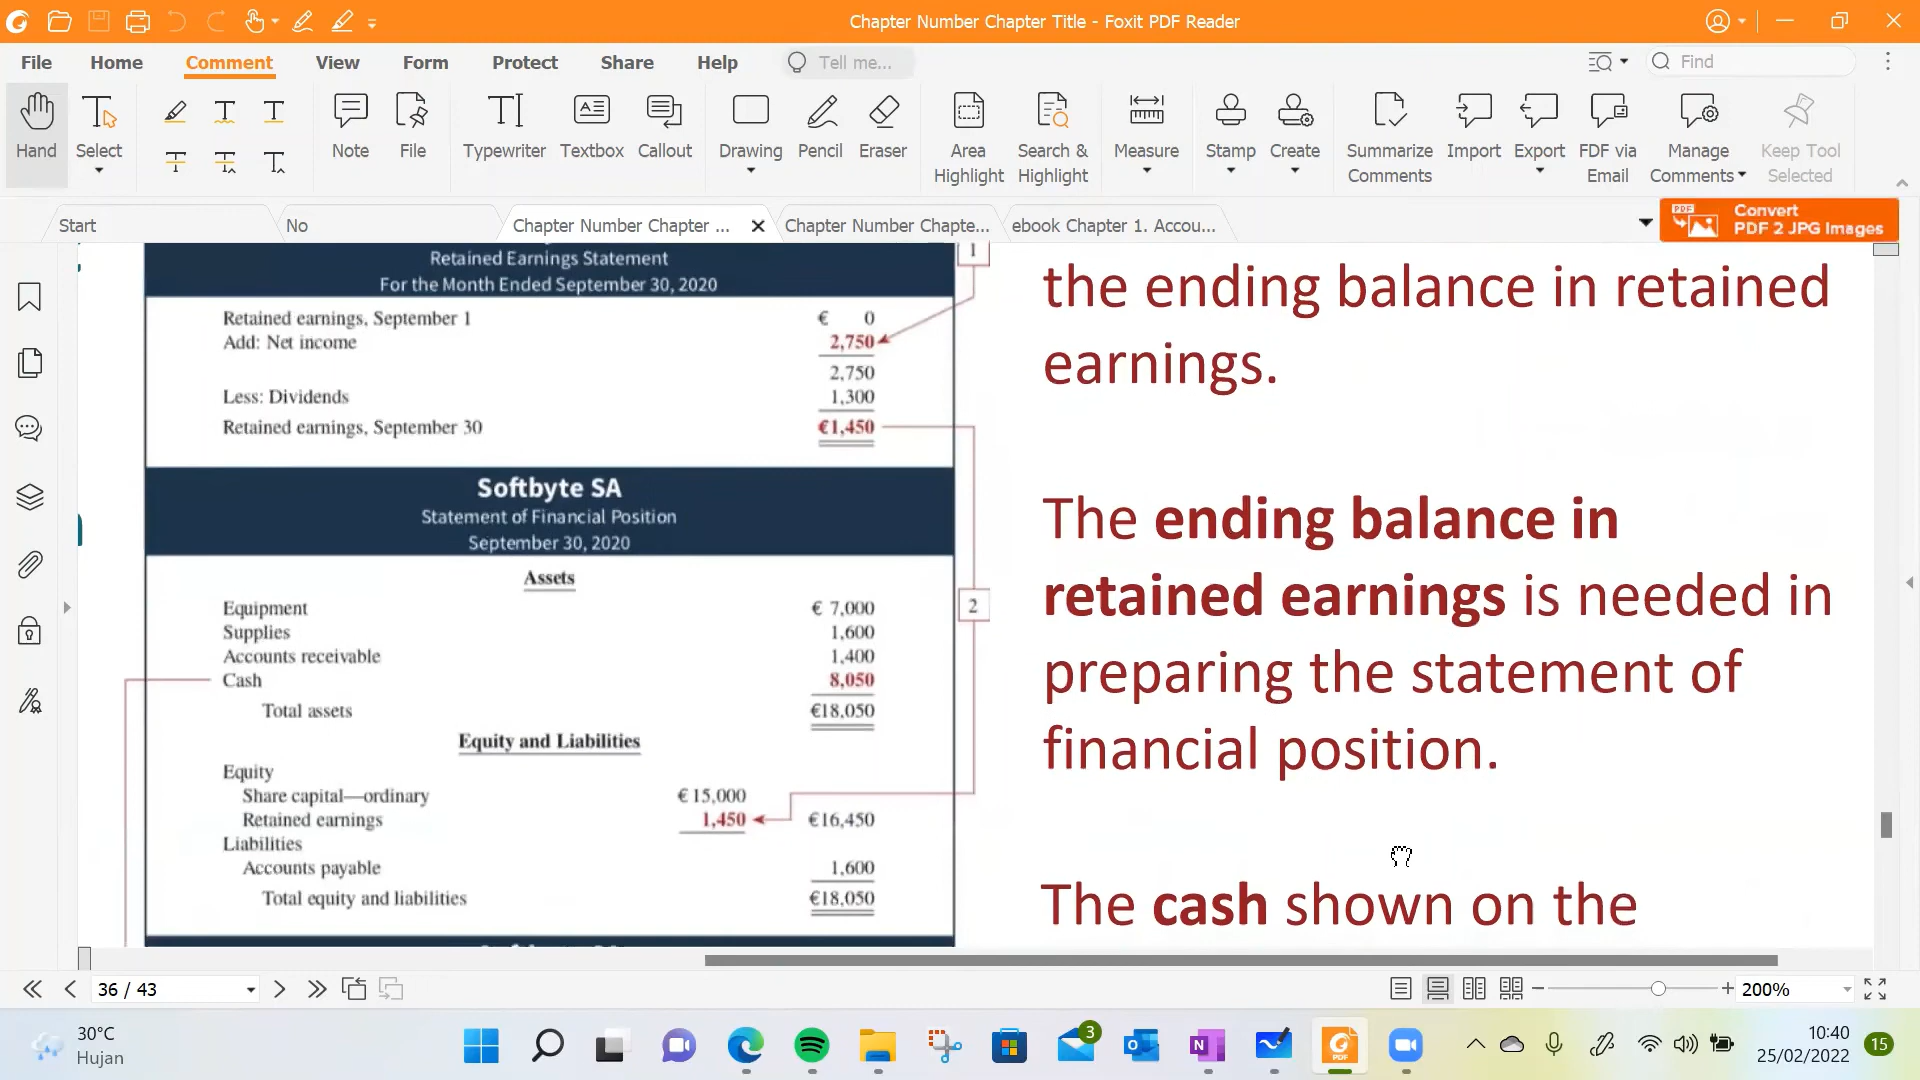 Chapter Number Chapter Title - Foxit PDF Reader
File Home Comment View Form Protect Share Help Tell me... Find
Hand Select Note File Typewriter Textbox Callout Drawing Pencil Eraser Area Highlight Search & Highlight Measure Stamp Create Summarize Comments Import Export FDF via Email Manage Comments Keep Tool Selected
Start No Chapter Number Chapter ... Chapter Number Chapte... ebook Chapter 1. Accou... Convert PDF 2 JPG Images
Retained Earnings Statement
For the Month Ended September 30, 2020
1
Retained earnings, September 1 € 0
Add: Net income 2,750
2,750
Less: Dividends 1,300
Retained earnings, September 30 €1,450
Softbyte SA
Statement of Financial Position
September 30, 2020
Assets
Equipment € 7,000
2
Supplies 1,600
Accounts receivable 1,400
Cash 8,050
Total assets €18,050
Equity and Liabilities
Equity
Share capital—ordinary €15,000
Retained earnings 1,450 €16,450
Liabilities
Accounts payable 1,600
Total equity and liabilities €18,050
the ending balance in retained
earnings.
The ending balance in
retained earnings is needed in
preparing the statement of
financial position.
The cash shown on the
36 / 43 200%
30°C
Hujan
3
10:40
25/02/2022
15